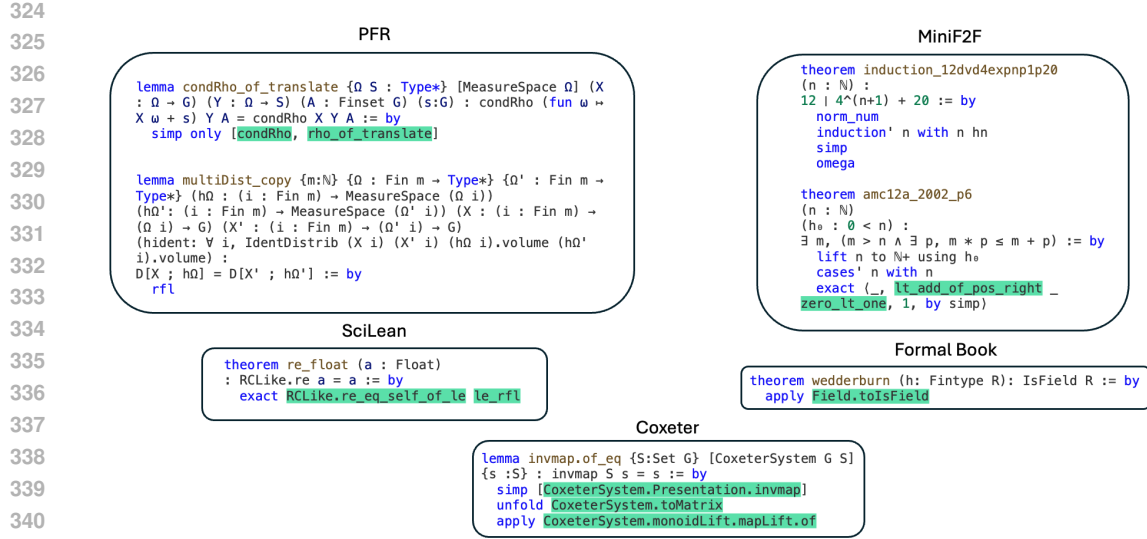 324
325
326
327
328
329
330
331
332
333
334
335
336
337
338
339
340
PFR
lemma condRho_of_translate {Ω S : Type*} [MeasureSpace Ω] (X
: Ω → G) (Y : Ω → S) (A : Finset G) (s:G) : condRho (fun ω ↦
X ω + s) Y A = condRho X Y A := by
simp only [condRho, rho_of_translate]
lemma multiDist_copy {m:ℕ} {Ω : Fin m → Type*} {Ω' : Fin m →
Type*} (hΩ : (i : Fin m) → MeasureSpace (Ω i))
(hΩ': (i : Fin m) → MeasureSpace (Ω' i)) (X : (i : Fin m) →
(Ω i) → G) (X' : (i : Fin m) → (Ω' i) → G)
(hident: ∀ i, IdentDistrib (X i) (X' i) (hΩ i).volume (hΩ'
i).volume) :
D[X ; hΩ] = D[X' ; hΩ'] := by
rfl
MiniF2F
theorem induction_12dvd4expnp1p20
(n : ℕ) :
12 ∣ 4^(n+1) + 20 := by
norm_num
induction' n with n hn
simp
omega
theorem amc12a_2002_p6
(n : ℕ)
(h₀ : 0 < n) :
∃ m, (m > n ∧ ∃ p, m * p ≤ m + p) := by
lift n to ℕ+ using h₀
cases' n with n
exact ⟨_, lt_add_of_pos_right _
zero_lt_one, 1, by simp⟩
SciLean
theorem re_float (a : Float)
: RCLike.re a = a := by
exact RCLike.re_eq_self_of_le le_rfl
Formal Book
theorem wedderburn (h: Fintype R): IsField R := by
apply Field.toIsField
Coxeter
lemma invmap.of_eq {S:Set G} [CoxeterSystem G S]
{s :S} : invmap S s = s := by
simp [CoxeterSystem.Presentation.invmap]
unfold CoxeterSystem.toMatrix
apply CoxeterSystem.monoidLift.mapLift.of